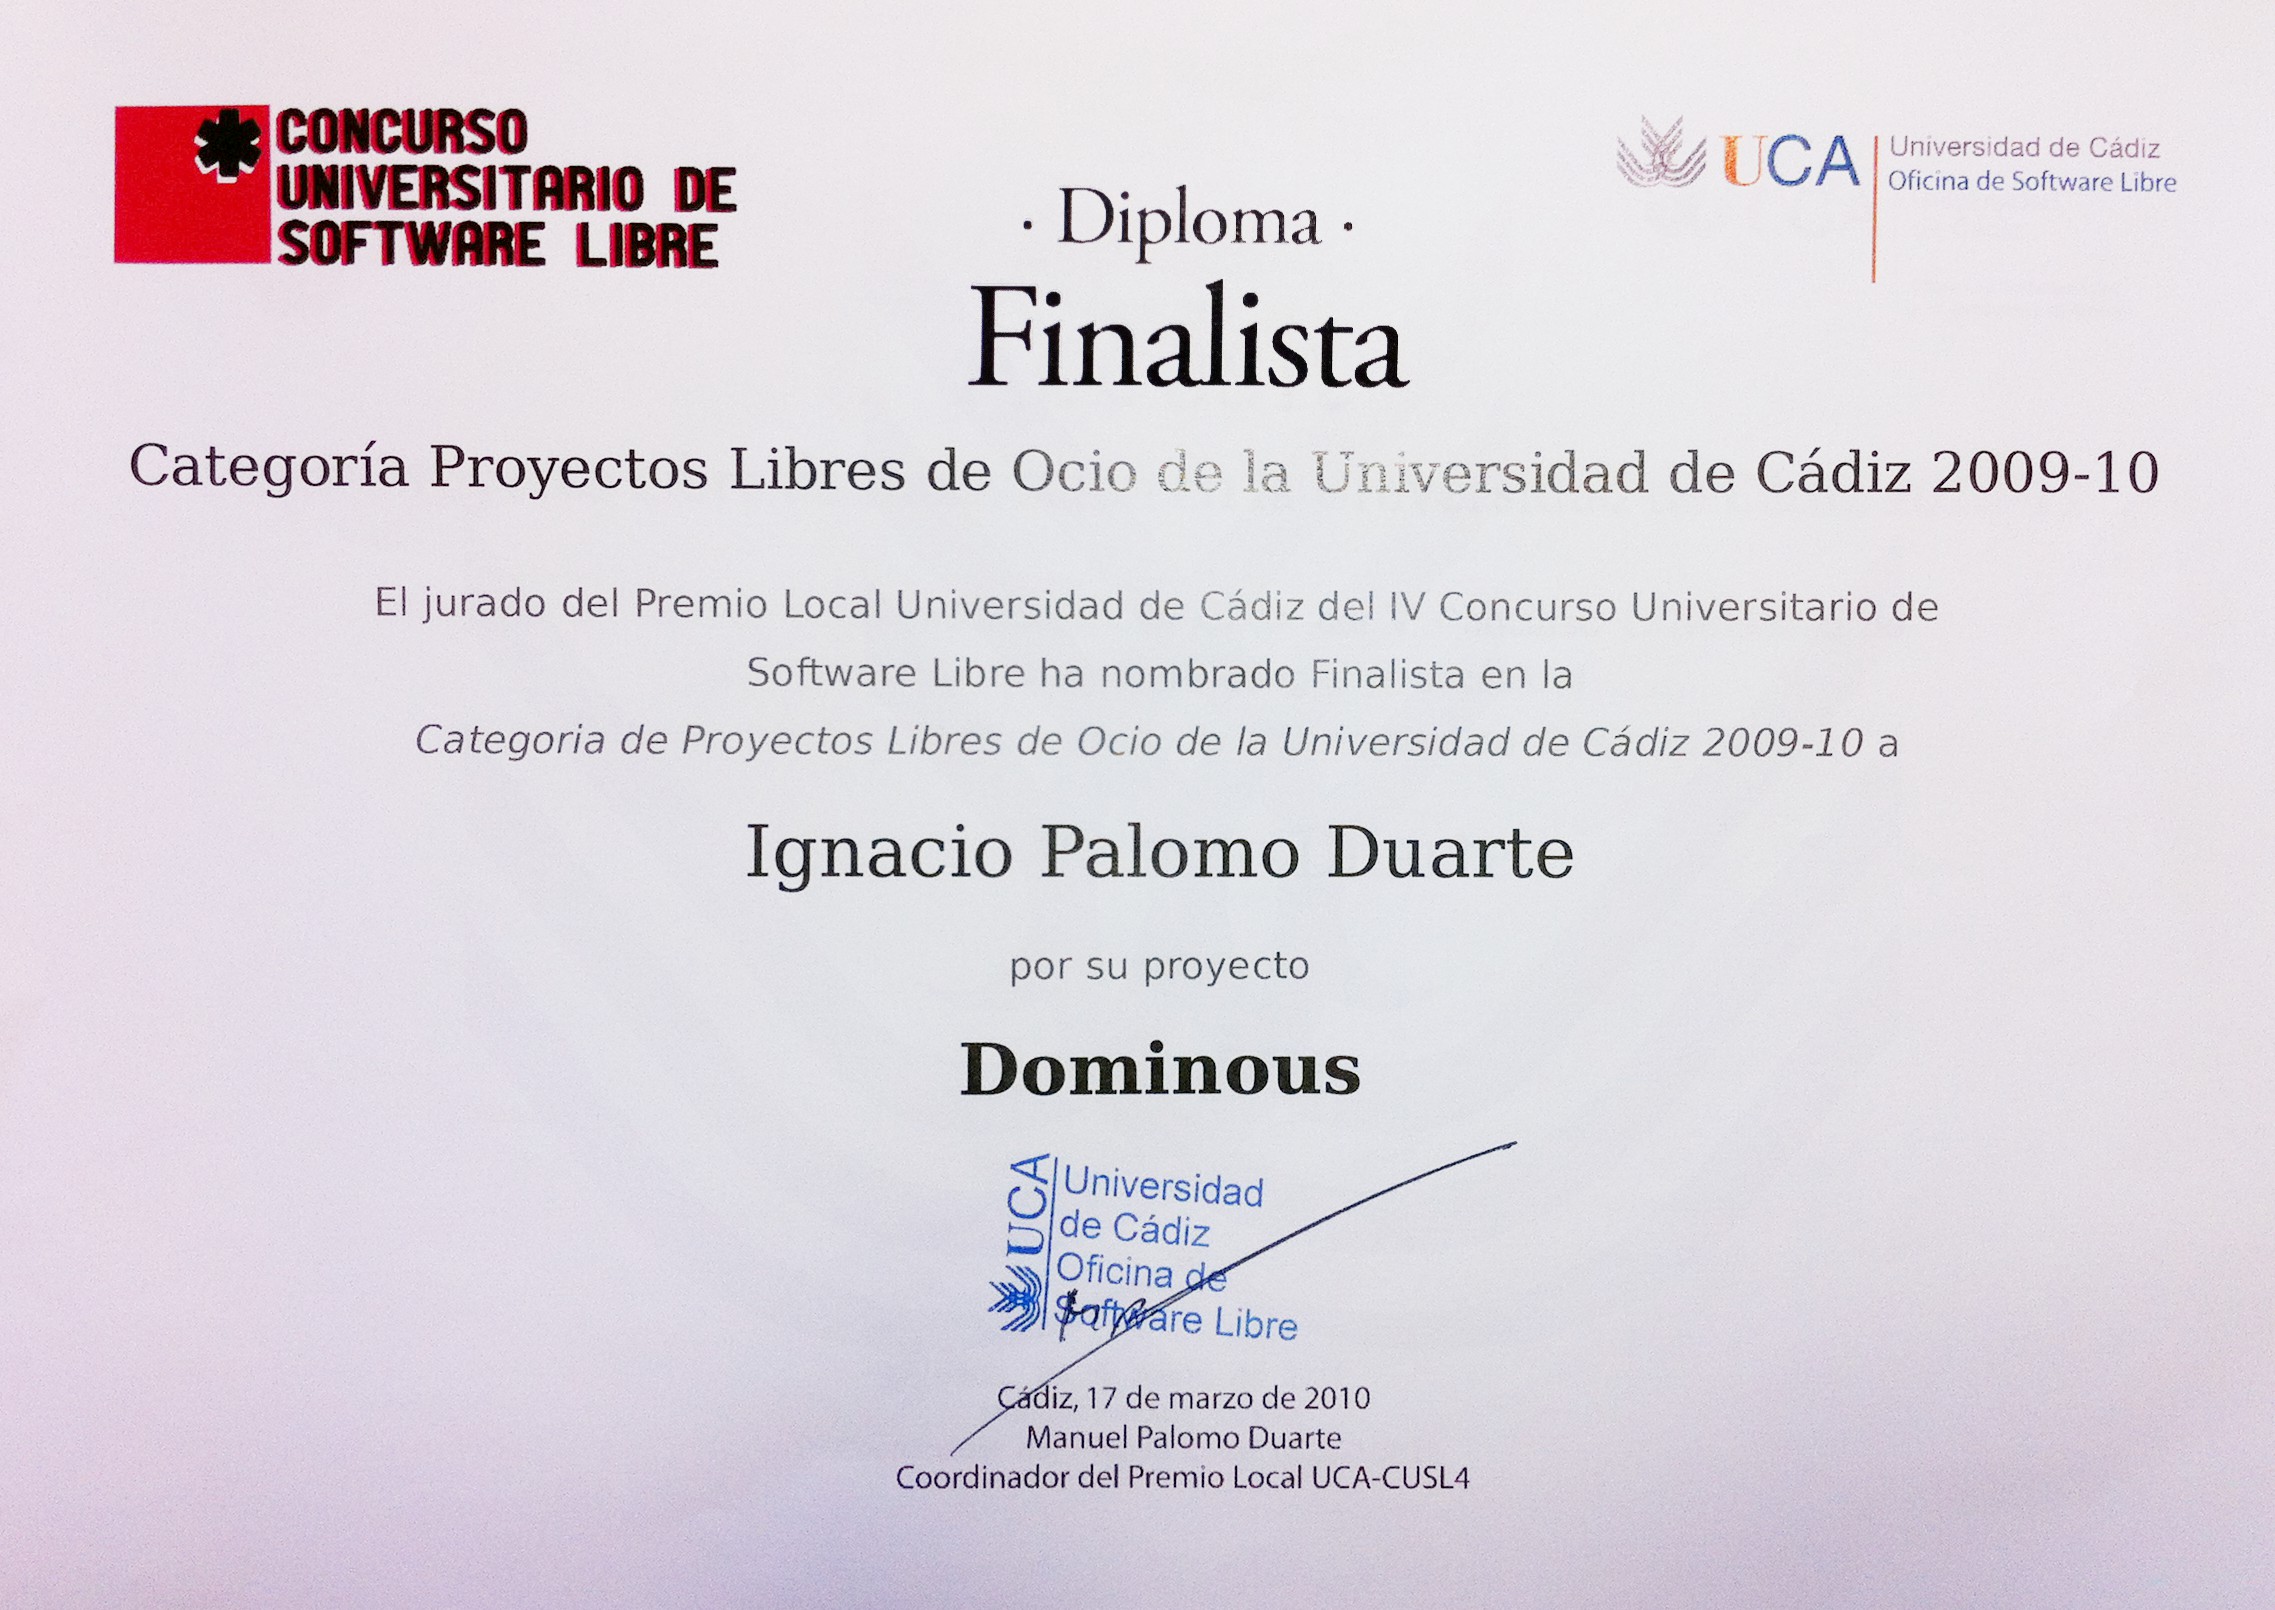 CONCURSO
UNIVERSITARIO DE
SOFTWARE LIBRE
UCA
Universidad de Cádiz
Oficina de Software Libre
· Diploma ·
Finalista
Categoría Proyectos Libres de Ocio de la Universidad de Cádiz 2009-10
El jurado del Premio Local Universidad de Cádiz del IV Concurso Universitario de
Software Libre ha nombrado Finalista en la
Categoria de Proyectos Libres de Ocio de la Universidad de Cádiz 2009-10 a
Ignacio Palomo Duarte
por su proyecto
Dominous
UCA
Universidad
de Cádiz
Oficina de
Software Libre
Cádiz, 17 de marzo de 2010
Manuel Palomo Duarte
Coordinador del Premio Local UCA-CUSL4